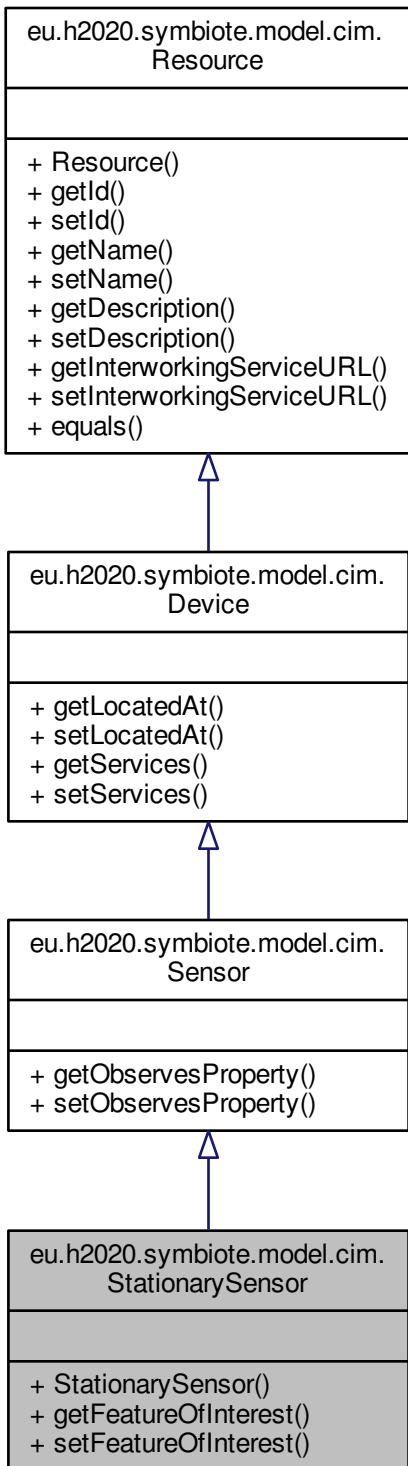 eu.h2020.symbiote.model.cim.
Resource
+ Resource()
+ getId()
+ setId()
+ getName()
+ setName()
+ getDescription()
+ setDescription()
+ getInterworkingServiceURL()
+ setInterworkingServiceURL()
+ equals()
eu.h2020.symbiote.model.cim.
Device
+ getLocatedAt()
+ setLocatedAt()
+ getServices()
+ setServices()
eu.h2020.symbiote.model.cim.
Sensor
+ getObservesProperty()
+ setObservesProperty()
eu.h2020.symbiote.model.cim.
StationarySensor
+ StationarySensor()
+ getFeatureOfInterest()
+ setFeatureOfInterest()